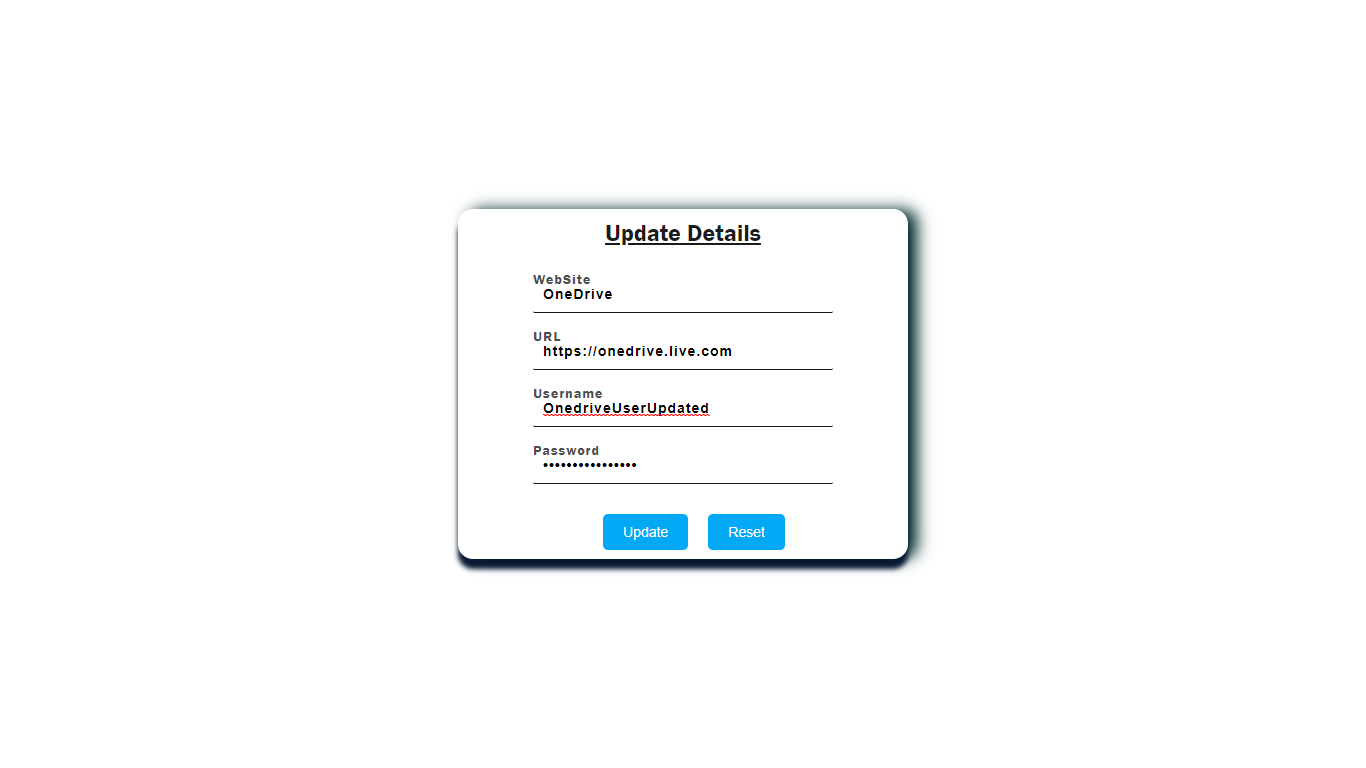 Update Details
WebSite
OneDrive
URL
https://onedrive.live.com
Username
OnedriveUserUpdated
Password
••••••••••••••••
Update Reset